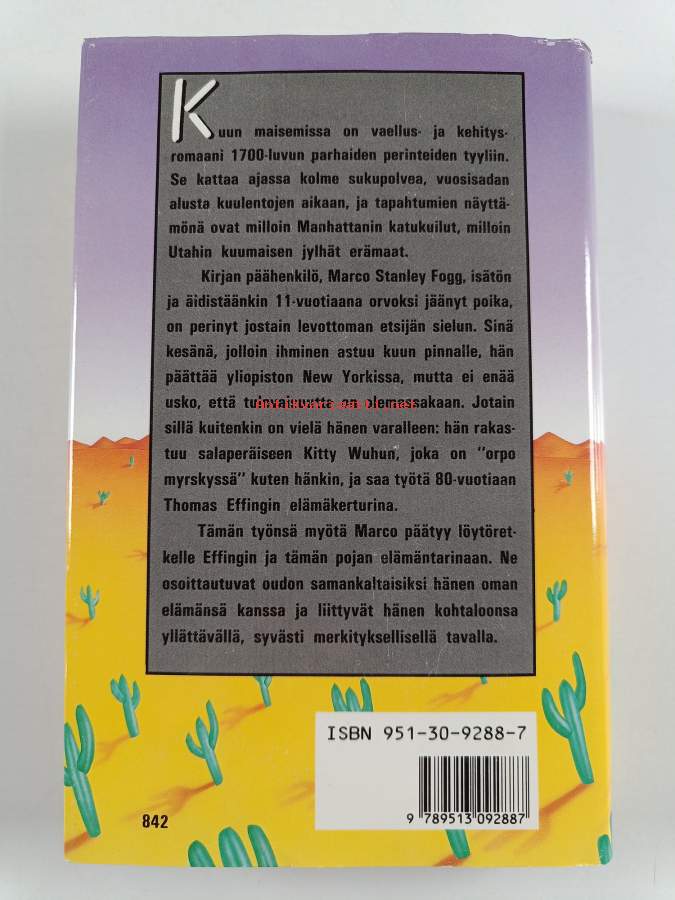 Kuun maisemissa on vaellus- ja kehitys-
romaani 1700-luvun parhaiden perinteiden tyyliin.
Se kattaa ajassa kolme sukupolvea, vuosisadan
alusta kuulentojen aikaan, ja tapahtumien näyttä-
mönä ovat milloin Manhattanin katukuilut, milloin
Utahin kuumaisen jylhät erämaat.
Kirjan päähenkilö, Marco Stanley Fogg, isätön
ja äidistäänkin 11-vuotiaana orvoksi jäänyt poika,
on perinyt jostain levottoman etsijän sielun. Sinä
kesänä, jolloin ihminen astuu kuun pinnalle, hän
päättää yliopiston New Yorkissa, mutta ei enää
usko, että tulevaisuutta on olemassakaan. Jotain
sillä kuitenkin on vielä hänen varalleen: hän rakas-
tuu salaperäiseen Kitty Wuhun, joka on "orpo
myrskyssä" kuten hänkin, ja saa työtä 80-vuotiaan
Thomas Effingin elämäkerturina.
Tämän työnsä myötä Marco päätyy löytöret-
kelle Effingin ja tämän pojan elämäntarinaan. Ne
osoittautuvat oudon samankaltaisiksi hänen oman
elämänsä kanssa ja liittyvät hänen kohtaloonsa
yllättävällä, syvästi merkityksellisellä tavalla.
ISBN 951-30-9288-7
9 789513 092887
842